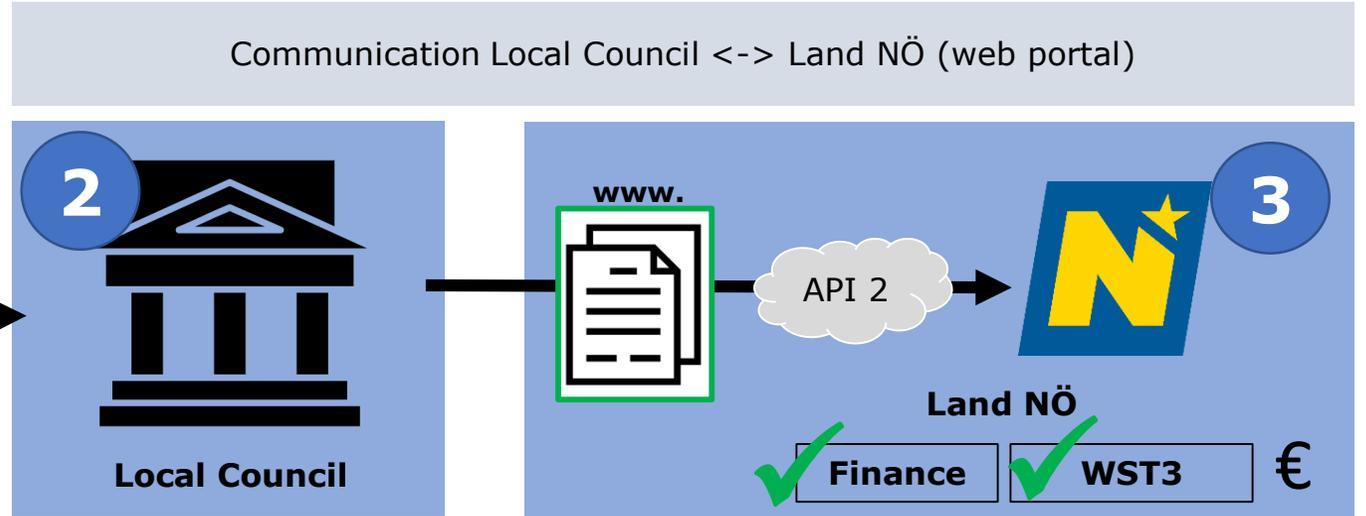 Communication Local Council <-> Land NÖ (web portal)
2
www.
3
API 2
N
Land NÖ
Local Council
Finance
WST3
€